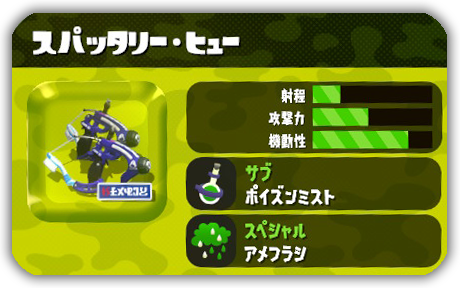 スパッタリー・ヒュー
射程
攻撃力
機動性
サブ
ポイズンミスト
スペシャル
アメフラシ